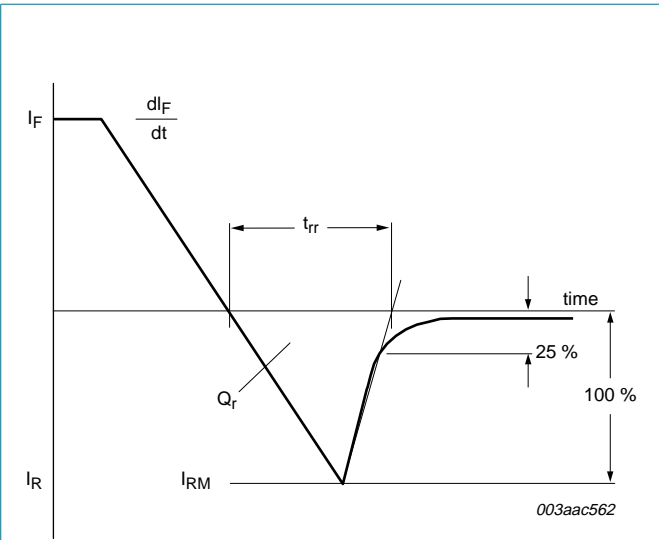 I_F
dI_F
dt
t_rr
time
25 %
Q_r
100 %
I_R
I_RM
003aac562